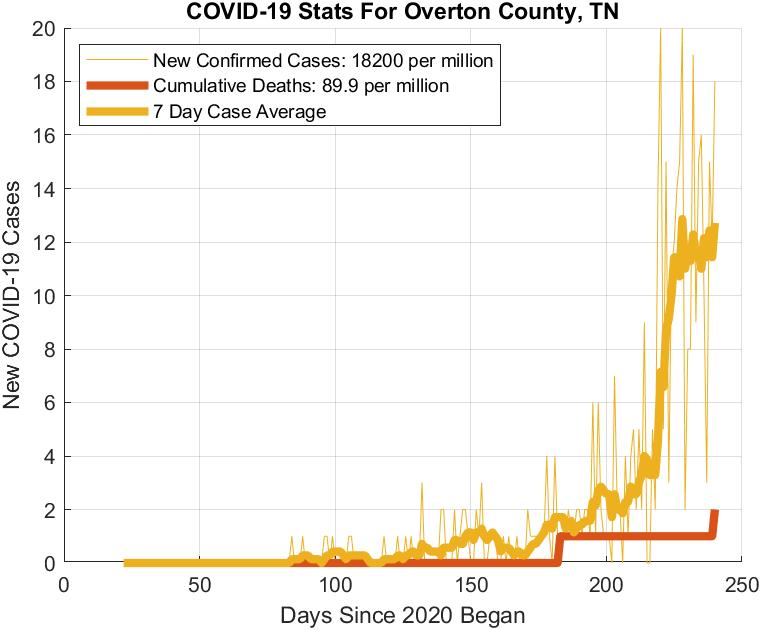 COVID-19 Stats For Overton County, TN
New Confirmed Cases: 18200 per million
Cumulative Deaths: 89.9 per million
7 Day Case Average
New COVID-19 Cases
20
18
16
14
12
10
8
6
4
2
0
0 50 100 150 200 250
Days Since 2020 Began